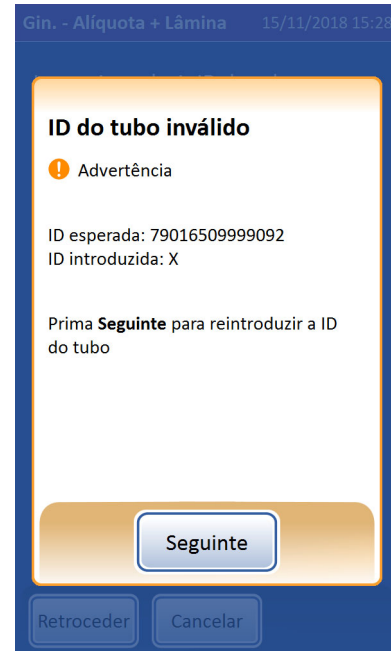 Gin. - Alíquota + Lâmina 15/11/2018 15:28
ID do tubo inválido
Advertência
ID esperada: 79016509999092
ID introduzida: X
Prima Seguinte para reintroduzir a ID
do tubo
Seguinte
Retroceder Cancelar